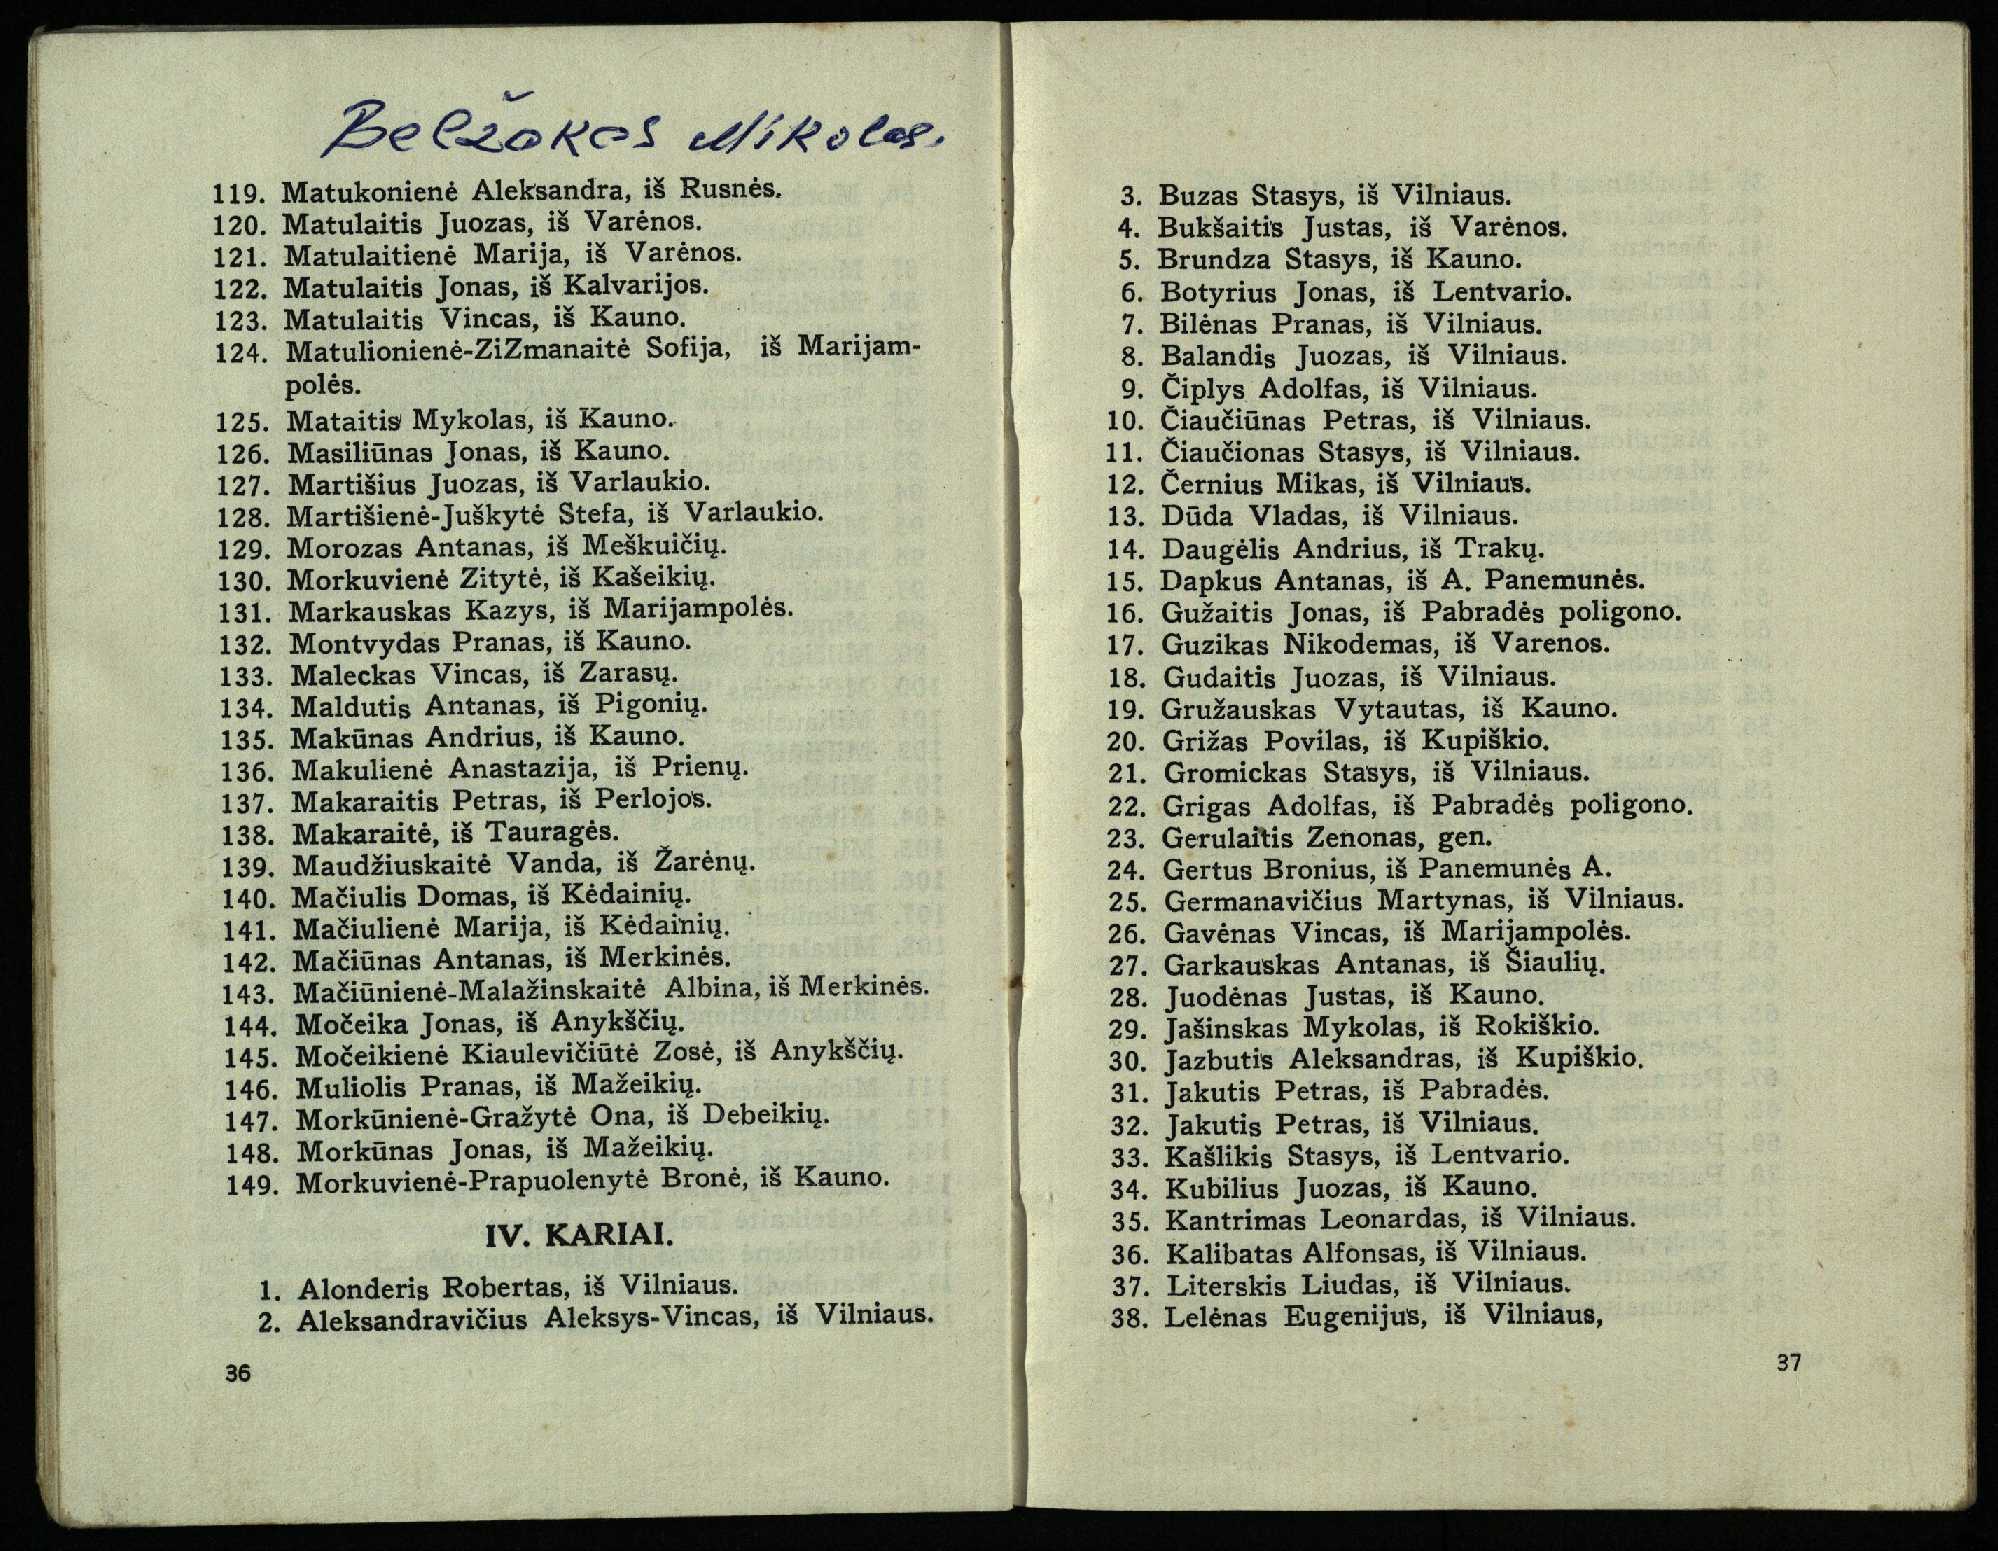 Belžakas Mikolas.
119. Matukonienė Aleksandra, iš Rusnės.
120. Matulaitis Juozas, iš Varėnos.
121. Matulaitienė Marija, iš Varėnos.
122. Matulaitis Jonas, iš Kalvarijos.
123. Matulaitis Vincas, iš Kauno.
124. Matulionienė-ZiZmanaitė Sofija, iš Marijam-
polės.
125. Mataitis Mykolas, iš Kauno.
126. Masiliūnas Jonas, iš Kauno.
127. Martišius Juozas, iš Varlaukio.
128. Martišienė-Juškytė Stefa, iš Varlaukio.
129. Morozas Antanas, iš Meškuičių.
130. Morkuvienė Zitytė, iš Kašeikių.
131. Markauskas Kazys, iš Marijampolės.
132. Montvydas Pranas, iš Kauno.
133. Maleckas Vincas, iš Zarasų.
134. Maldutis Antanas, iš Pigonių.
135. Makūnas Andrius, iš Kauno.
136. Makulienė Anastazija, iš Prienų.
137. Makaraitis Petras, iš Perlojos.
138. Makaraitė, iš Tauragės.
139. Maudžiuskaitė Vanda, iš Žarėnų.
140. Mačiulis Domas, iš Kėdainių.
141. Mačiulienė Marija, iš Kėdainių.
142. Mačiūnas Antanas, iš Merkinės.
143. Mačiūnienė-Malažinskaitė Albina, iš Merkinės.
144. Močeika Jonas, iš Anykščių.
145. Močeikienė Kiaulevičiūtė Zosė, iš Anykščių.
146. Muliolis Pranas, iš Mažeikių.
147. Morkūnienė-Gražytė Ona, iš Debeikių.
148. Morkūnas Jonas, iš Mažeikių.
149. Morkuvienė-Prapuolenytė Bronė, iš Kauno.
IV. KARIAI.
1. Alonderis Robertas, iš Vilniaus.
2. Aleksandravičius Aleksys-Vincas, iš Vilniaus.
36
3. Buzas Stasys, iš Vilniaus.
4. Bukšaitis Justas, iš Varėnos.
5. Brundza Stasys, iš Kauno.
6. Botyrius Jonas, iš Lentvario.
7. Bilėnas Pranas, iš Vilniaus.
8. Balandis Juozas, iš Vilniaus.
9. Čiplys Adolfas, iš Vilniaus.
10. Čiaučiūnas Petras, iš Vilniaus.
11. Čiaučionas Stasys, iš Vilniaus.
12. Černius Mikas, iš Vilniaus.
13. Dūda Vladas, iš Vilniaus.
14. Daugėlis Andrius, iš Trakų.
15. Dapkus Antanas, iš A. Panemunės.
16. Gužaitis Jonas, iš Pabradės poligono.
17. Guzikas Nikodemas, iš Varenos.
18. Gudaitis Juozas, iš Vilniaus.
19. Gružauskas Vytautas, iš Kauno.
20. Grižas Povilas, iš Kupiškio.
21. Gromickas Stasys, iš Vilniaus.
22. Grigas Adolfas, iš Pabradės poligono.
23. Gerulaitis Zenonas, gen.
24. Gertus Bronius, iš Panemunės A.
25. Germanavičius Martynas, iš Vilniaus.
26. Gavėnas Vincas, iš Marijampolės.
27. Garkauskas Antanas, iš Šiaulių.
28. Juodėnas Justas, iš Kauno.
29. Jašinskas Mykolas, iš Rokiškio.
30. Jazbutis Aleksandras, iš Kupiškio.
31. Jakutis Petras, iš Pabradės.
32. Jakutis Petras, iš Vilniaus.
33. Kašlikis Stasys, iš Lentvario.
34. Kubilius Juozas, iš Kauno.
35. Kantrimas Leonardas, iš Vilniaus.
36. Kalibatas Alfonsas, iš Vilniaus.
37. Literskis Liudas, iš Vilniaus.
38. Lelėnas Eugenijus, iš Vilniaus,
37